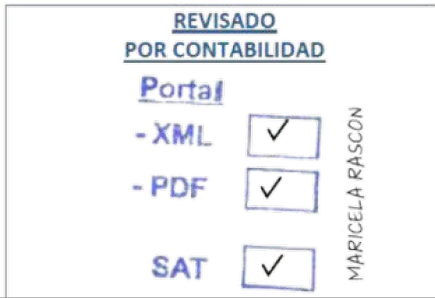 REVISADO
POR CONTABILIDAD
Portal
- XML ✓
- PDF ✓
SAT ✓
MARICELA RASCON